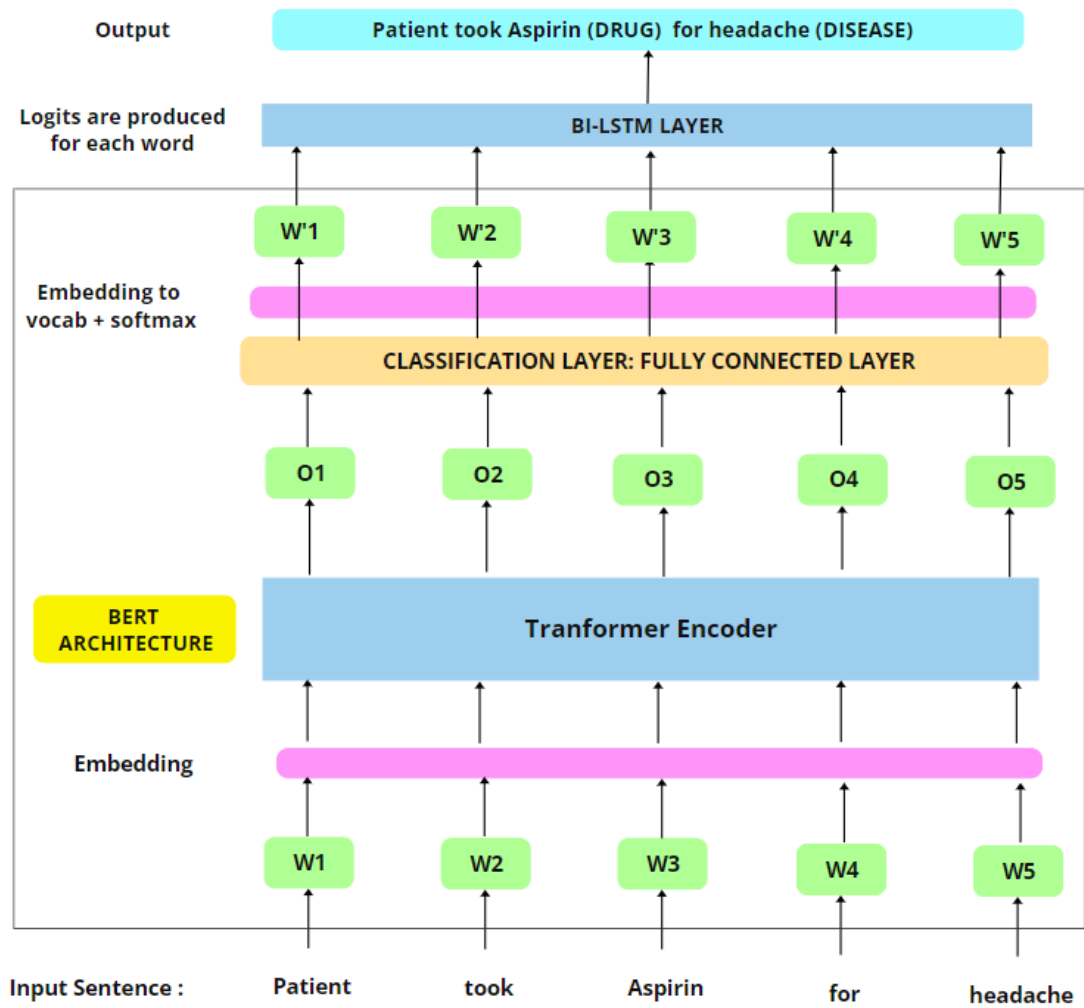 Output
Patient took Aspirin (DRUG) for headache (DISEASE)
Logits are produced
for each word
BI-LSTM LAYER
W'1 W'2 W'3 W'4 W'5
Embedding to
vocab + softmax
CLASSIFICATION LAYER: FULLY CONNECTED LAYER
O1 O2 O3 O4 O5
BERT
ARCHITECTURE
Tranformer Encoder
Embedding
W1 W2 W3 W4 W5
Input Sentence : Patient took Aspirin for headache